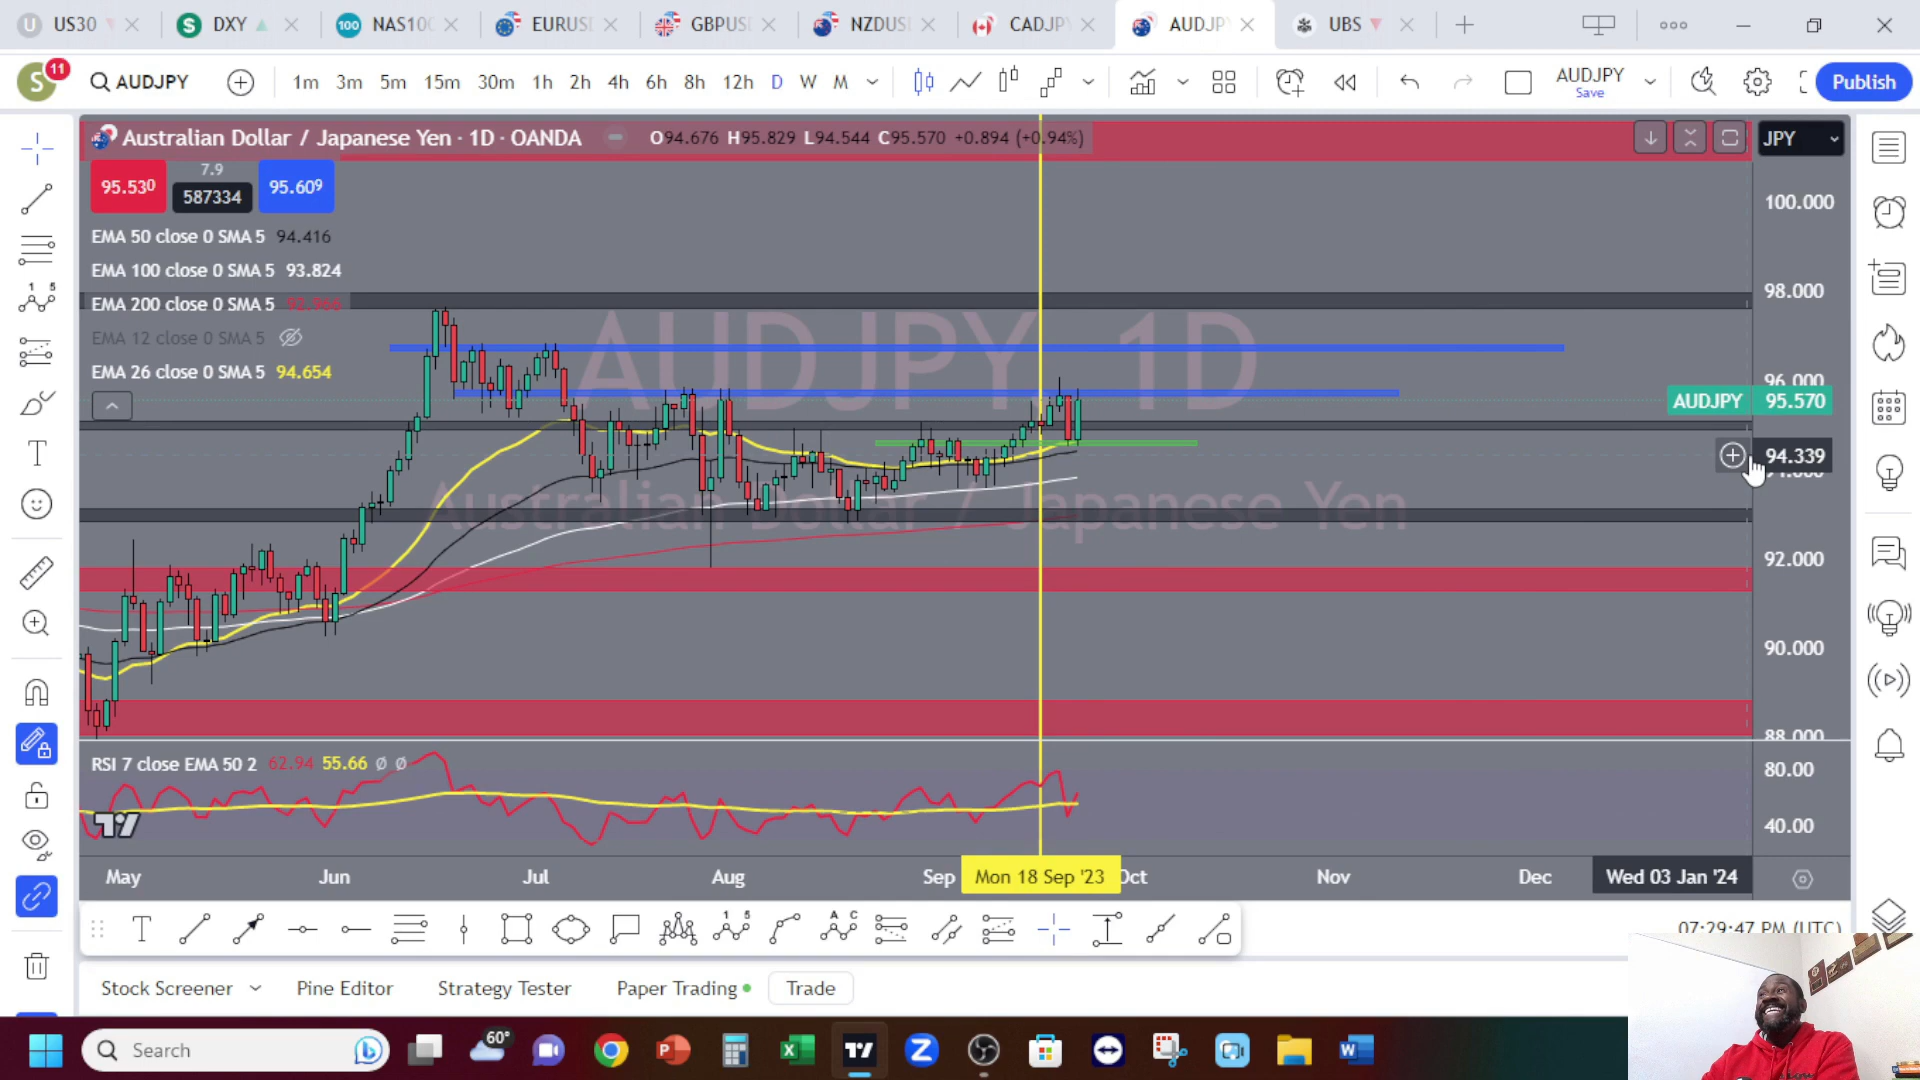 US30 DXY NAS100 EURUS GBPUS NZDUS CADJP AUDJP UBS
S 11 AUDJPY 1m 3m 5m 15m 30m 1h 2h 4h 6h 8h 12h D W M AUDJPY Save Publish
Australian Dollar / Japanese Yen · 1D · OANDA O94.676 H95.829 L94.544 C95.570 +0.894 (+0.94%) JPY
95.530 7.9 587334 95.609
100.000
EMA 50 close 0 SMA 5 94.416
EMA 100 close 0 SMA 5 93.824
98.000
EMA 200 close 0 SMA 5 92.966
EMA 12 close 0 SMA 5
EMA 26 close 0 SMA 5 94.654
AUDJPY, 1D
96.000
AUDJPY 95.570
94.339
Australian Dollar / Japanese Yen
92.000
90.000
88.000
RSI 7 close EMA 50 2 62.94 55.66 ø ø
80.00
40.00
May Jun Jul Aug Sep Mon 18 Sep '23 Oct Nov Dec Wed 03 Jan '24
07:29:47 PM (UTC)
Stock Screener Pine Editor Strategy Tester Paper Trading Trade
Search 60°